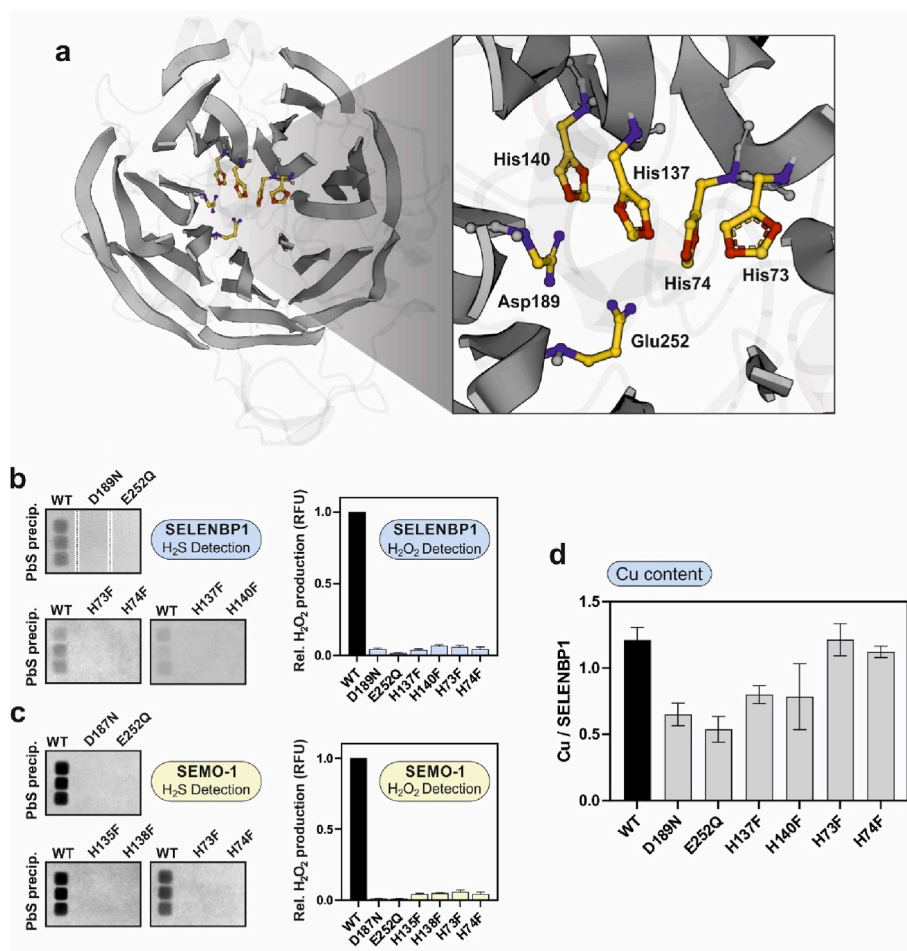 a
His140
His137
Asp189
His74
His73
Glu252
b
WT D189N E252Q
PbS precip.
SELENBP1
H₂S Detection
WT H73F H74F
PbS precip.
WT H137F H140F
Rel. H₂O₂ production (RFU)
1.0
0.5
0.0
SELENBP1
H₂O₂ Detection
WT D189N E252Q H137F H140F H73F H74F
c
WT D187N E252Q
PbS precip.
SEMO-1
H₂S Detection
WT H135F H138F
PbS precip.
WT H73F H74F
Rel. H₂O₂ production (RFU)
1.0
0.5
0.0
SEMO-1
H₂O₂ Detection
WT D187N E252Q H135F H138F H73F H74F
d
Cu content
Cu / SELENBP1
1.5
1.0
0.5
0.0
WT D189N E252Q H137F H140F H73F H74F